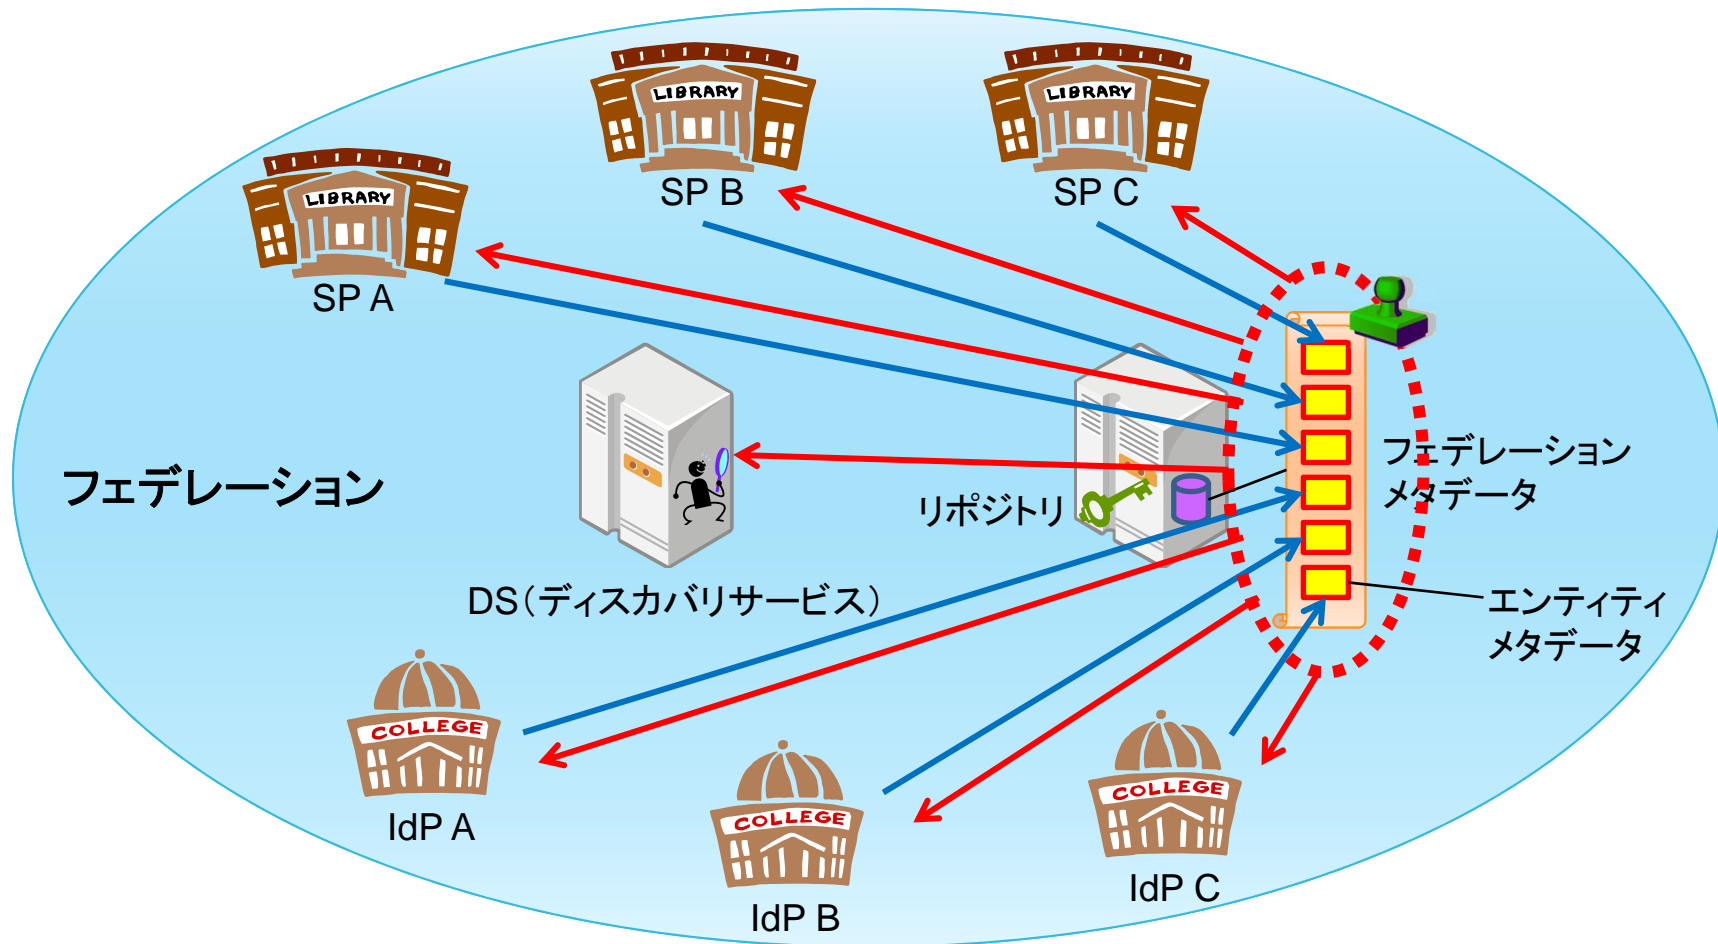 LIBRARY
SP B
LIBRARY
SP C
LIBRARY
SP A
フェデレーション
リポジトリ
フェデレーション
メタデータ
DS(ディスカバリサービス)
エンティティ
メタデータ
COLLEGE
IdP A
COLLEGE
IdP B
COLLEGE
IdP C